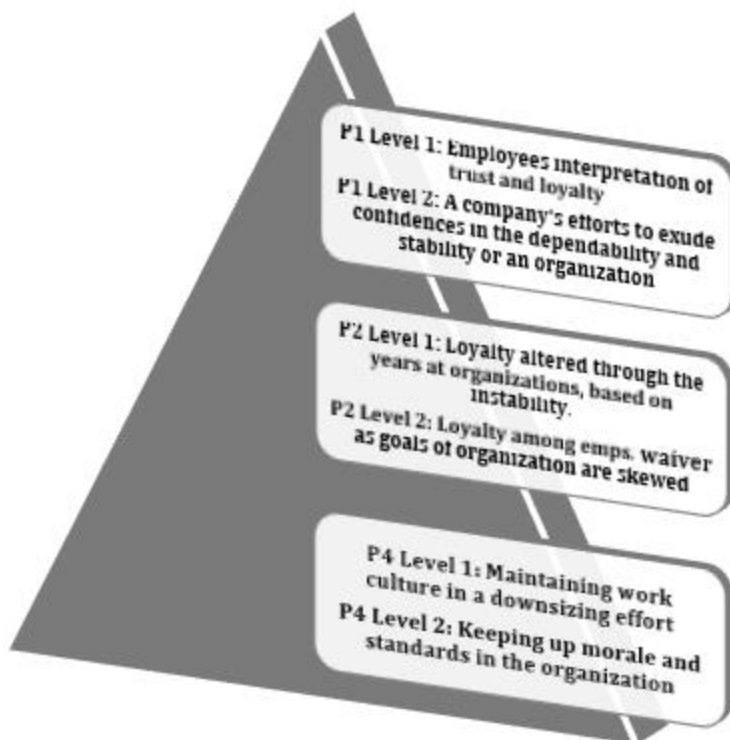 P1 Level 1: Employees interpretation of
trust and loyalty
P1 Level 2: A company's efforts to exude
confidences in the dependability and
stability or an organization
P2 Level 1: Loyalty altered through the
years at organizations, based on
instability.
P2 Level 2: Loyalty among emps. waiver
as goals of organization are skewed
P4 Level 1: Maintaining work
culture in a downsizing effort
P4 Level 2: Keeping up morale and
standards in the organization